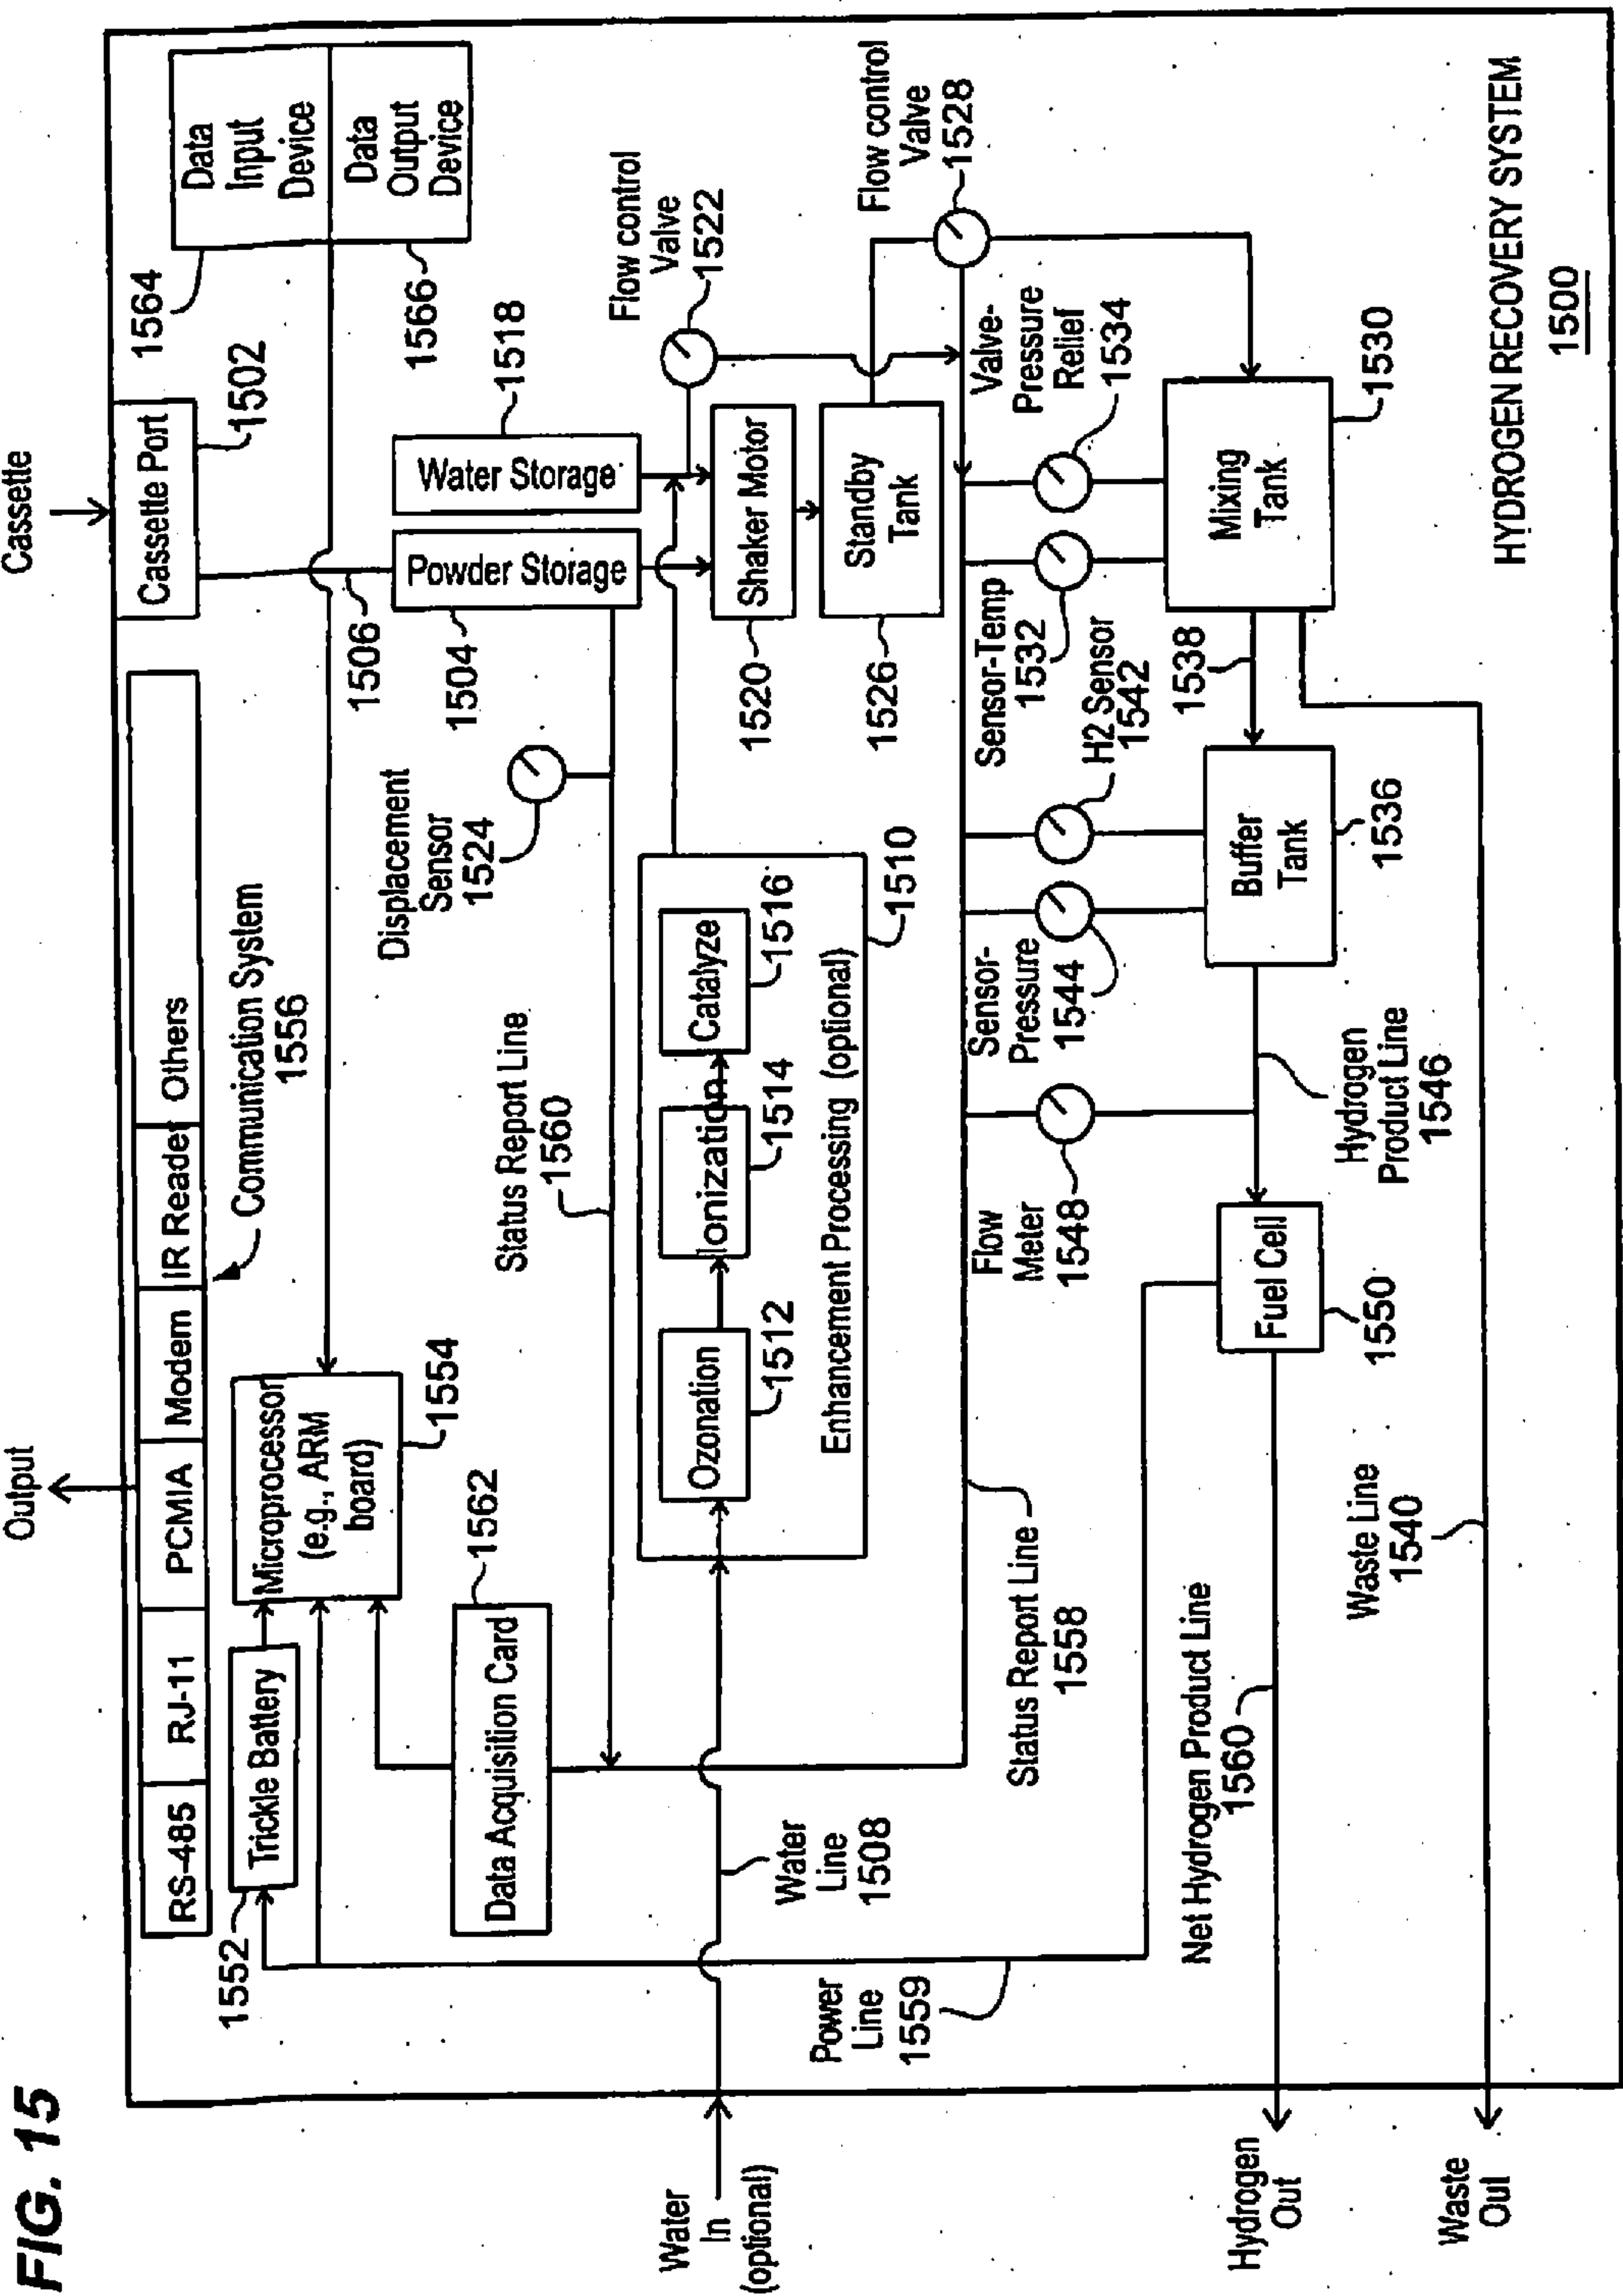 FIG. 15
Output
Cassette
RS-485
RJ-11
PCMIA
Modem
IR Reader
Others
Communication System
1556
Cassette Port
1502
1506
Data
Input
Device
1564
Data
Output
Device
1566
1552
Trickle Battery
Microprocessor
(e.g., ARM
board)
1554
Data Acquisition Card
1562
Displacement
Sensor
1524
Status Report Line
1560
Powder Storage
1504
Water Storage
1518
Flow control
Valve
1522
Shaker Motor
1520
Standby
Tank
1526
Flow control
Valve
1528
Water
In
(optional)
Water
Line
1508
Ozonation
1512
Ionization
1514
Catalyze
1516
Enhancement Processing (optional)
1510
Power
Line
1559
Status Report Line
1558
Flow
Meter
1548
Sensor-
Pressure
1544
H2 Sensor
1542
Sensor-Temp
1532
Valve-
Pressure
Relief
1534
Mixing
Tank
1530
1538
Buffer
Tank
1536
Hydrogen
Product Line
1546
Fuel Cell
1550
Net Hydrogen Product Line
1560
Hydrogen
Out
Waste Line
1540
Waste
Out
HYDROGEN RECOVERY SYSTEM
1500